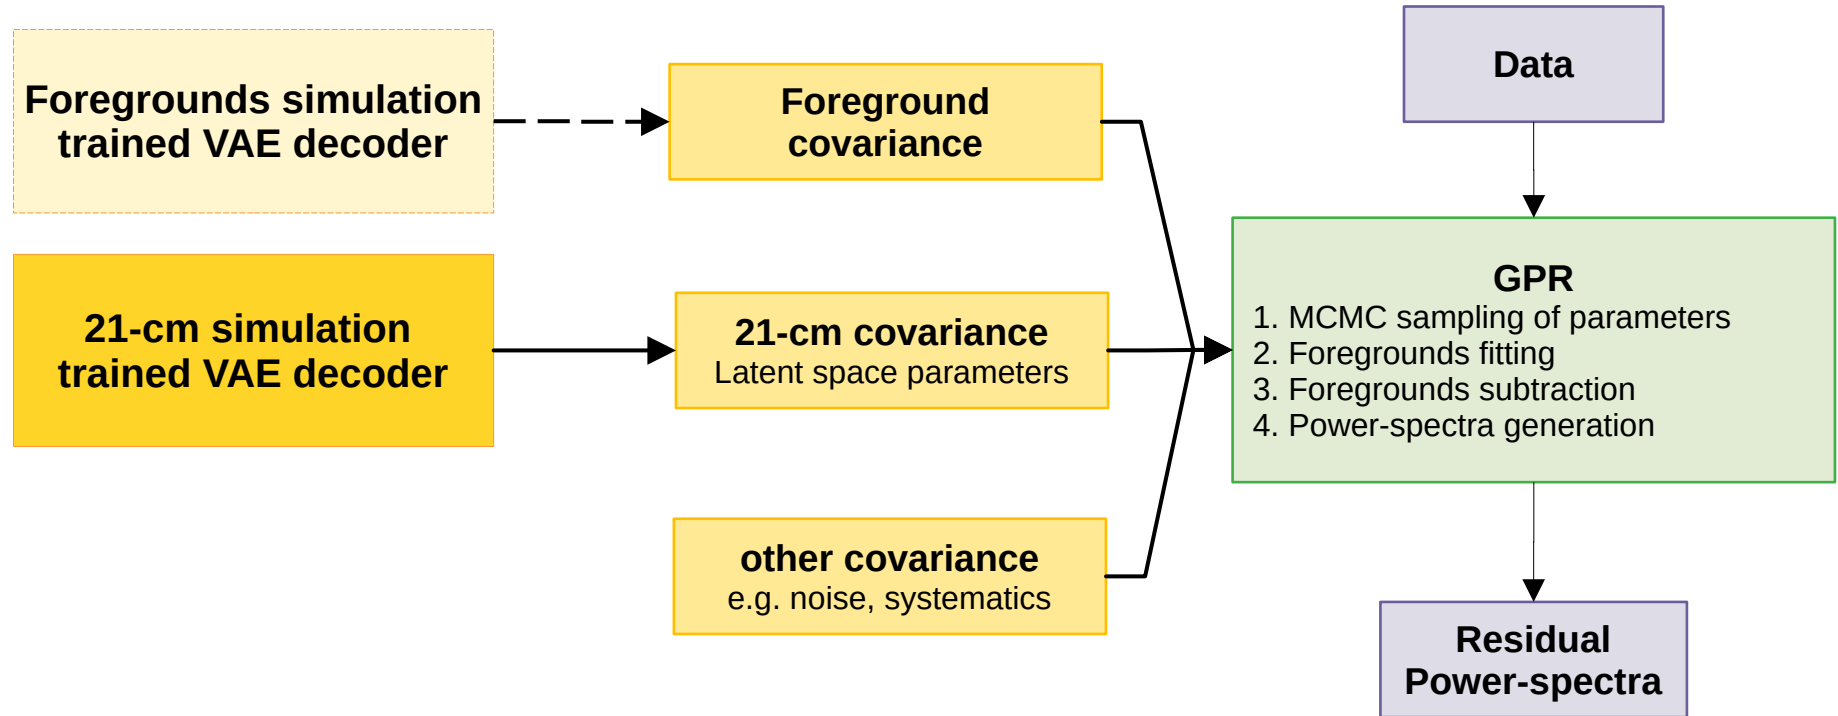 Foregrounds simulation
trained VAE decoder
Foreground
covariance
Data
21-cm simulation
trained VAE decoder
21-cm covariance
Latent space parameters
GPR
1. MCMC sampling of parameters
2. Foregrounds fitting
3. Foregrounds subtraction
4. Power-spectra generation
other covariance
e.g. noise, systematics
Residual
Power-spectra